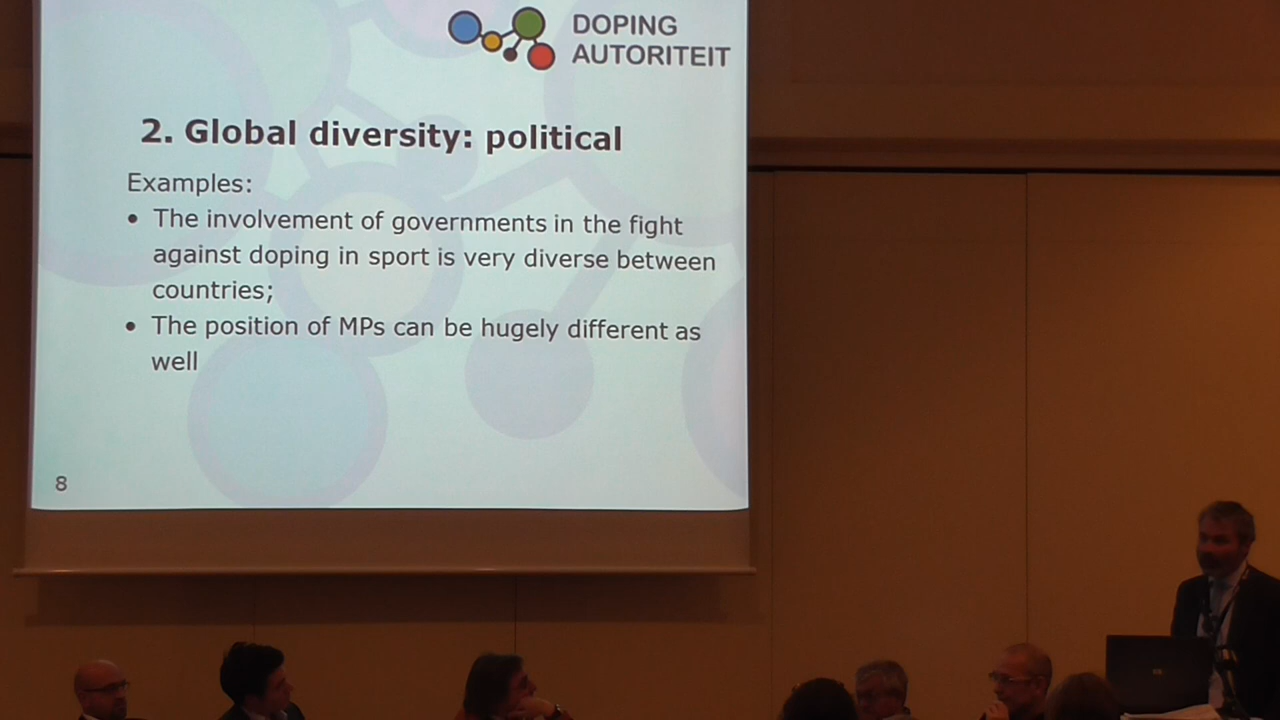 DOPING
AUTORITEIT
2. Global diversity: political
Examples:
• The involvement of governments in the fight
against doping in sport is very diverse between
countries;
• The position of MPs can be hugely different as
well
8